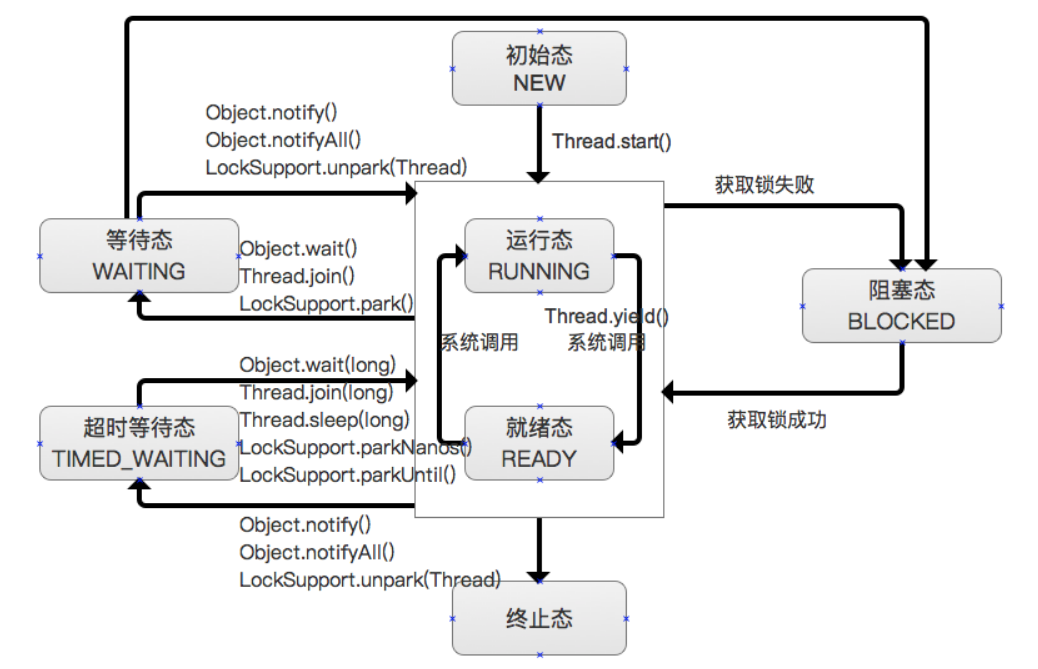 初始态
NEW
Object.notify()
Object.notifyAll()
LockSupport.unpark(Thread)
Thread.start()
获取锁失败
等待态
WAITING
Object.wait()
Thread.join()
LockSupport.park()
运行态
RUNNING
Thread.yield()
系统调用
系统调用
阻塞态
BLOCKED
Object.wait(long)
Thread.join(long)
Thread.sleep(long)
LockSupport.parkNanos()
LockSupport.parkUntil()
超时等待态
TIMED_WAITING
就绪态
READY
获取锁成功
Object.notify()
Object.notifyAll()
LockSupport.unpark(Thread)
终止态